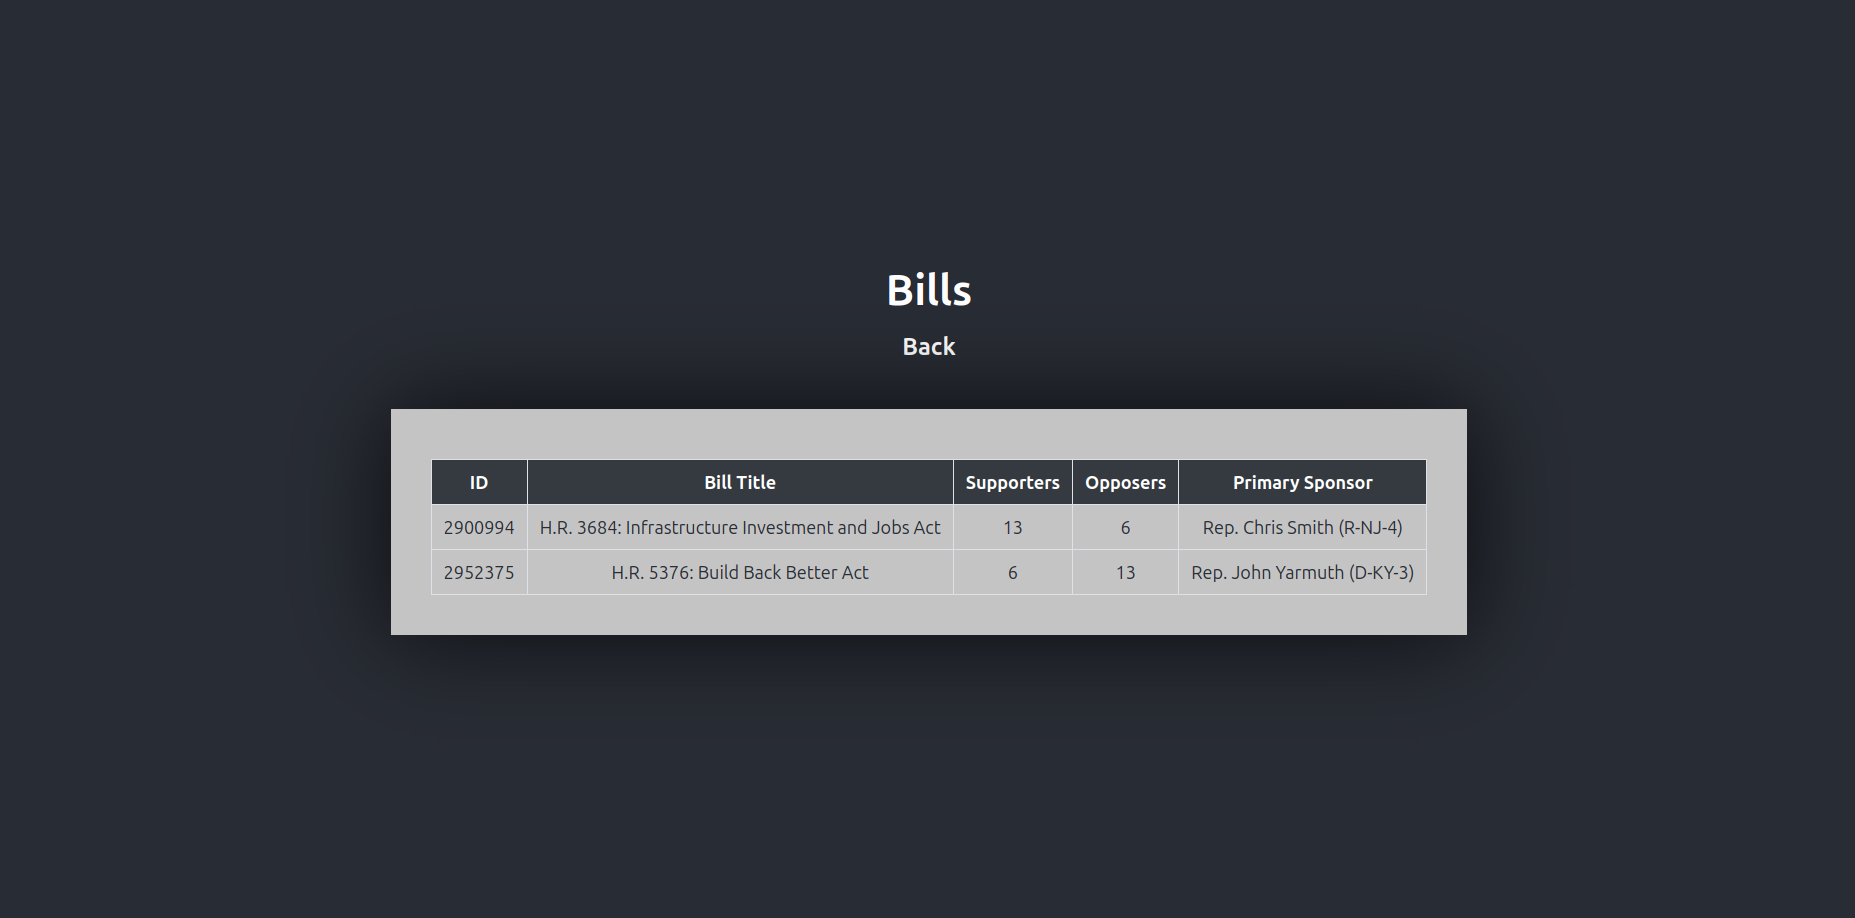 Bills
Back
ID Bill Title Supporters Opposers Primary Sponsor
2900994 H.R. 3684: Infrastructure Investment and Jobs Act 13 6 Rep. Chris Smith (R-NJ-4)
2952375 H.R. 5376: Build Back Better Act 6 13 Rep. John Yarmuth (D-KY-3)